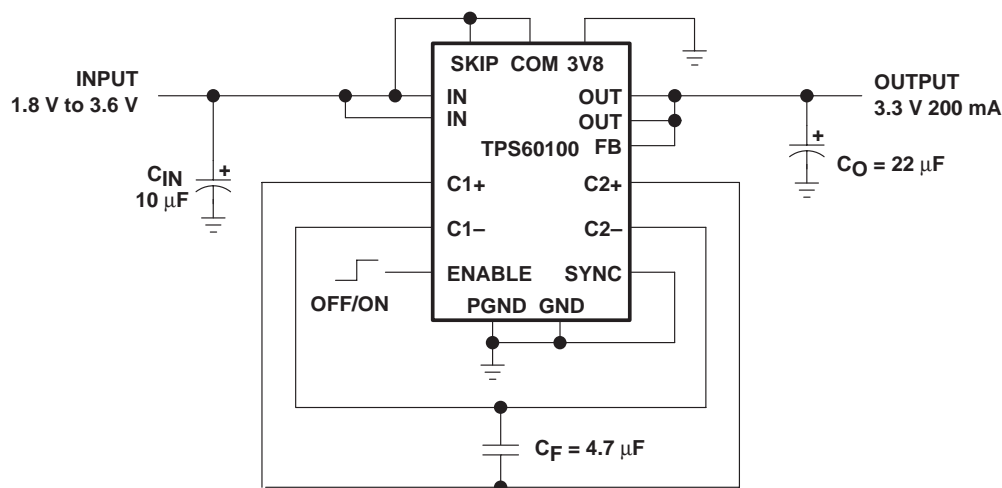 SKIP COM 3V8
INPUT
1.8 V to 3.6 V
IN
IN
OUT
OUT
FB
TPS60100
OUTPUT
3.3 V 200 mA
CIN
10 μF
+
CO = 22 μF
+
C1+
C2+
C1–
C2–
ENABLE
SYNC
OFF/ON
PGND GND
CF = 4.7 μF